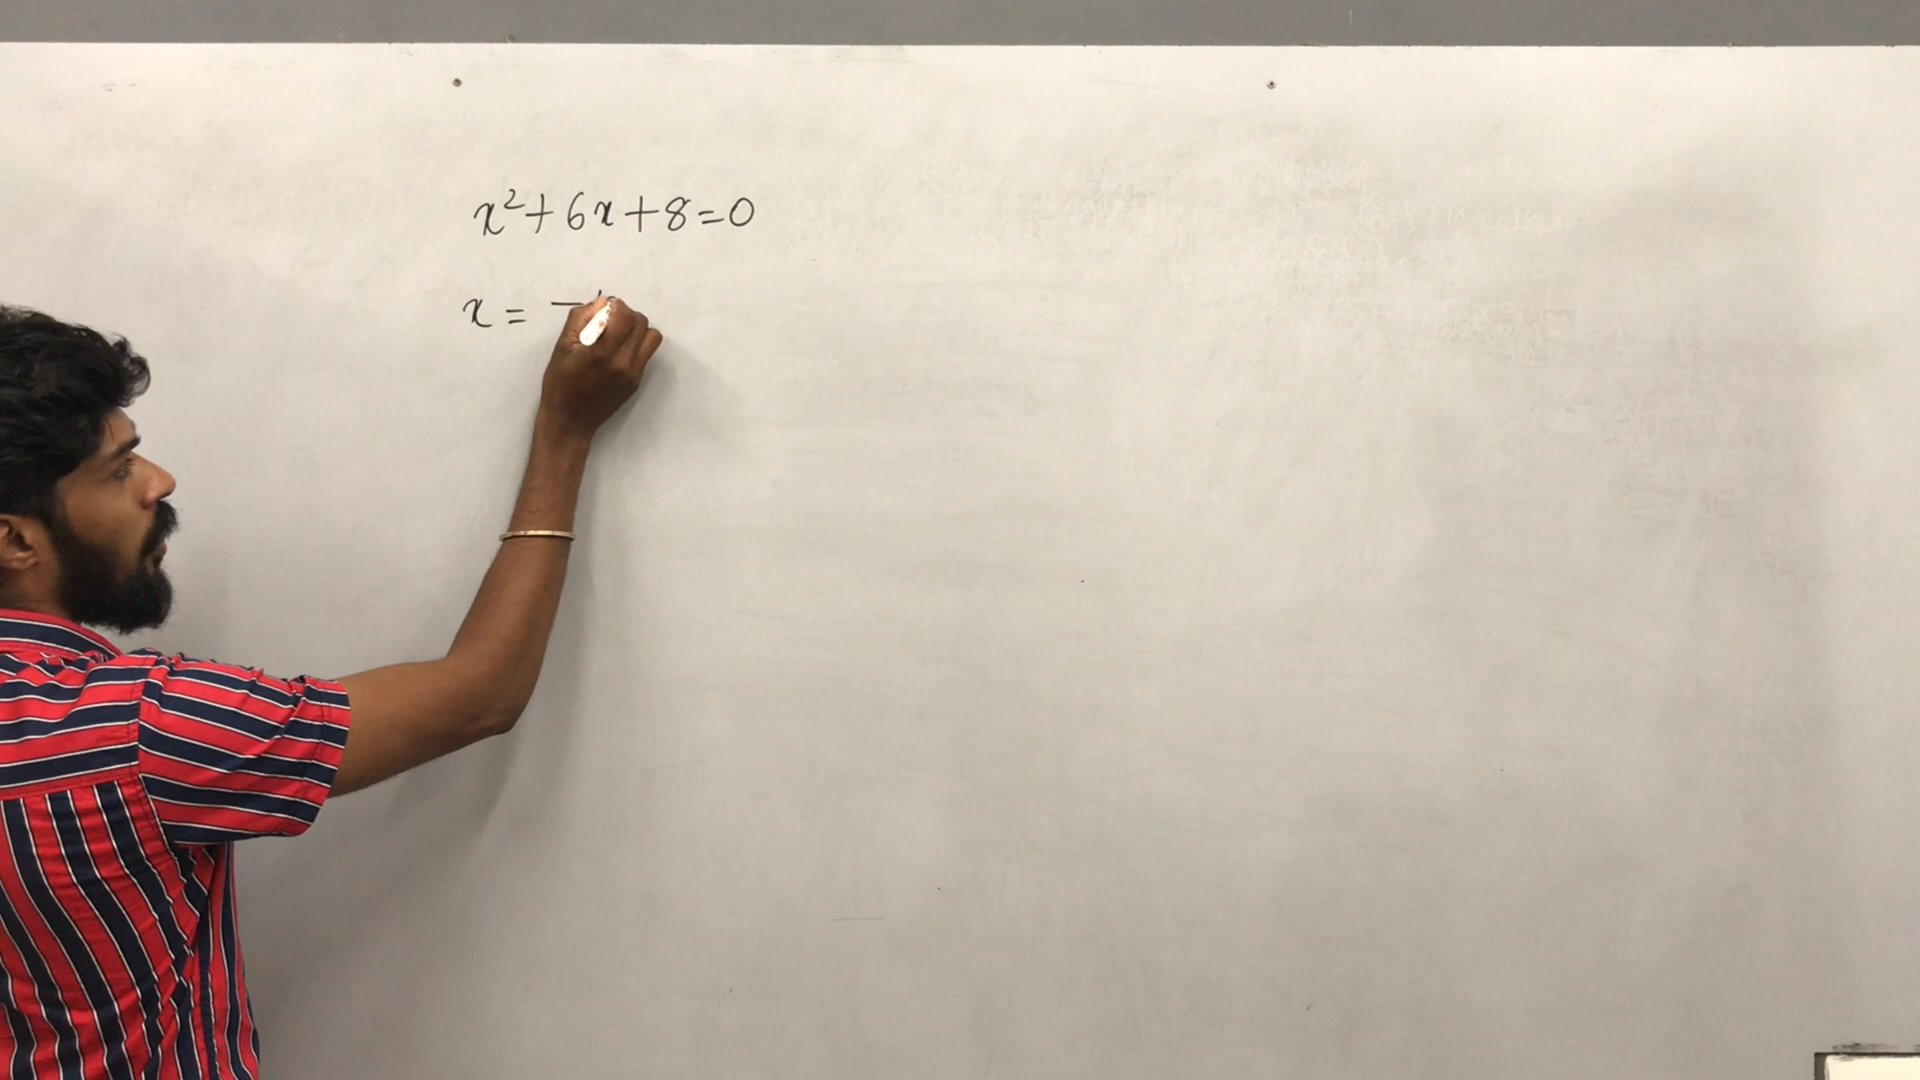 x²+6x+8=0
x = −